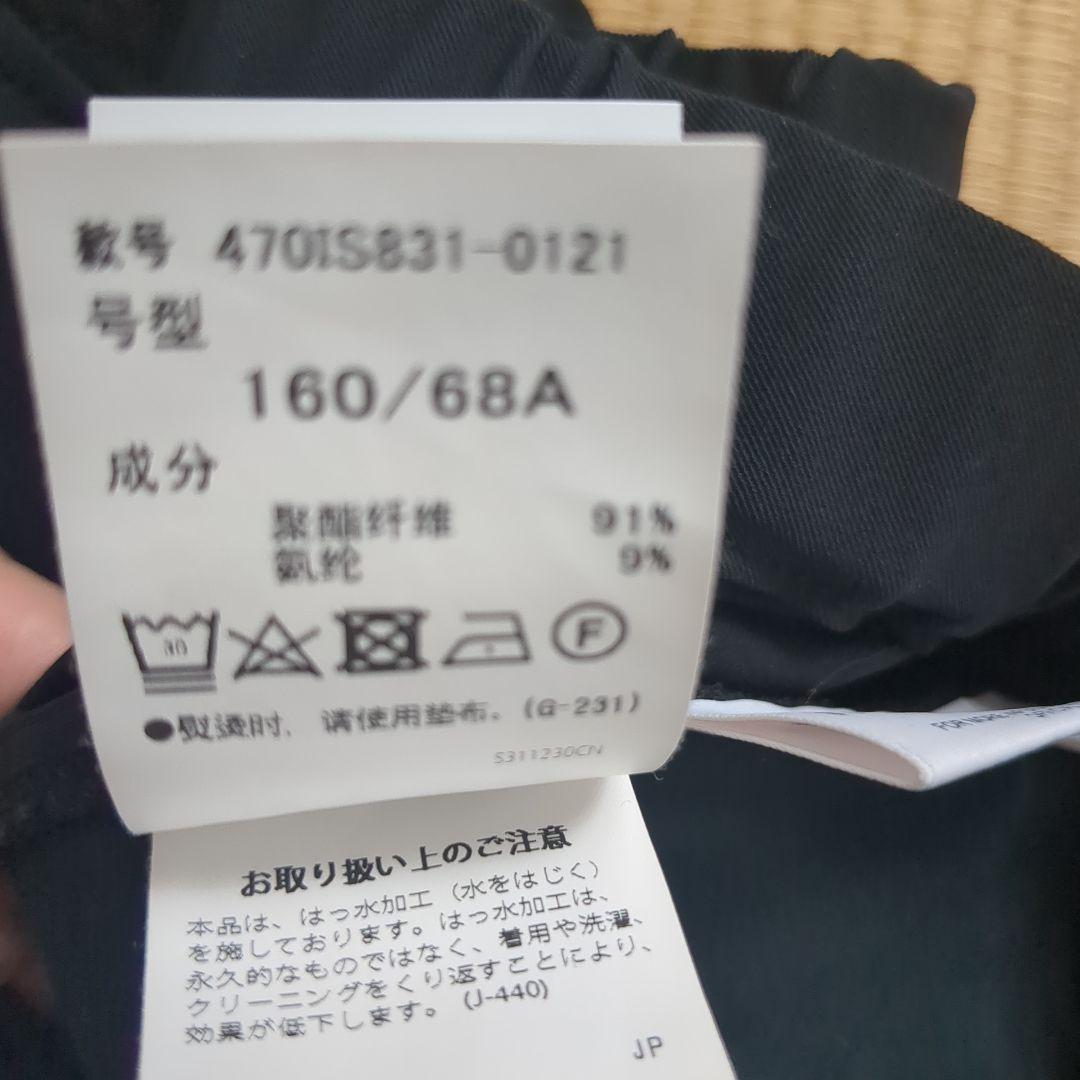 款号 470IS831-0121
号型
160/68A
成分
聚酯纤维 91%
氨纶 9%
30
F
●熨烫时, 请使用垫布。(G-231)
S311230CN
FOR MORE
お取り扱い上のご注意
本品は、はっ水加工（水をはじく）
を施しております。はっ水加工は、
永久的なものではなく、着用や洗濯、
クリーニングをくり返すことにより、
効果が低下します。(J-440)
JP